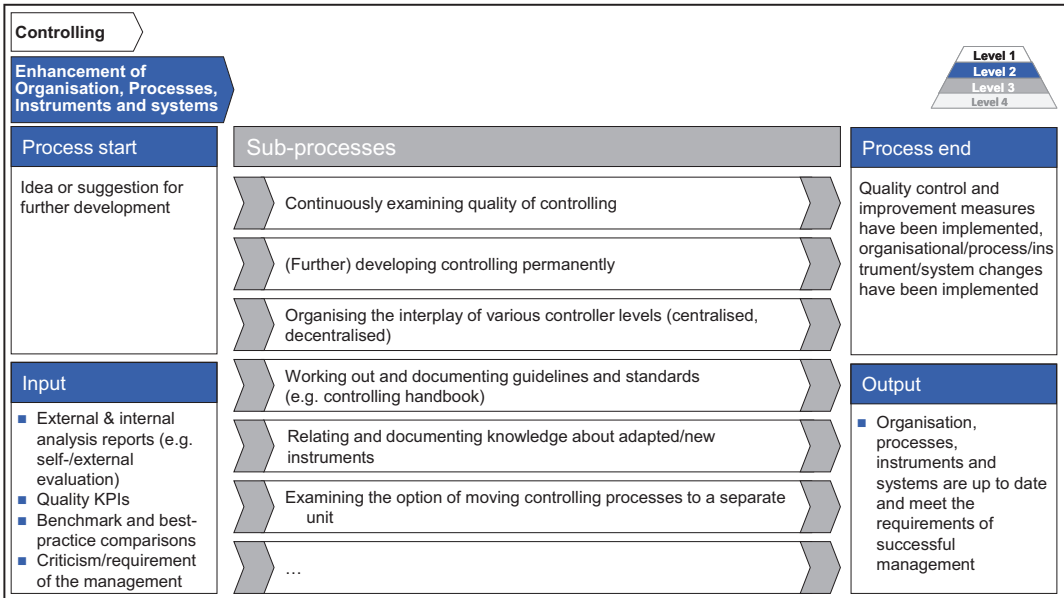 Controlling
Enhancement of
Organisation, Processes,
Instruments and systems
Level 1
Level 2
Level 3
Level 4
Process start
Idea or suggestion for
further development
Input
■ External & internal
analysis reports (e.g.
self-/external
evaluation)
■ Quality KPIs
■ Benchmark and best-
practice comparisons
■ Criticism/requirement
of the management
Sub-processes
Continuously examining quality of controlling
(Further) developing controlling permanently
Organising the interplay of various controller levels (centralised,
decentralised)
Working out and documenting guidelines and standards
(e.g. controlling handbook)
Relating and documenting knowledge about adapted/new
instruments
Examining the option of moving controlling processes to a separate
unit
…
Process end
Quality control and
improvement measures
have been implemented,
organisational/process/ins
trument/system changes
have been implemented
Output
■ Organisation,
processes,
instruments and
systems are up to date
and meet the
requirements of
successful
management